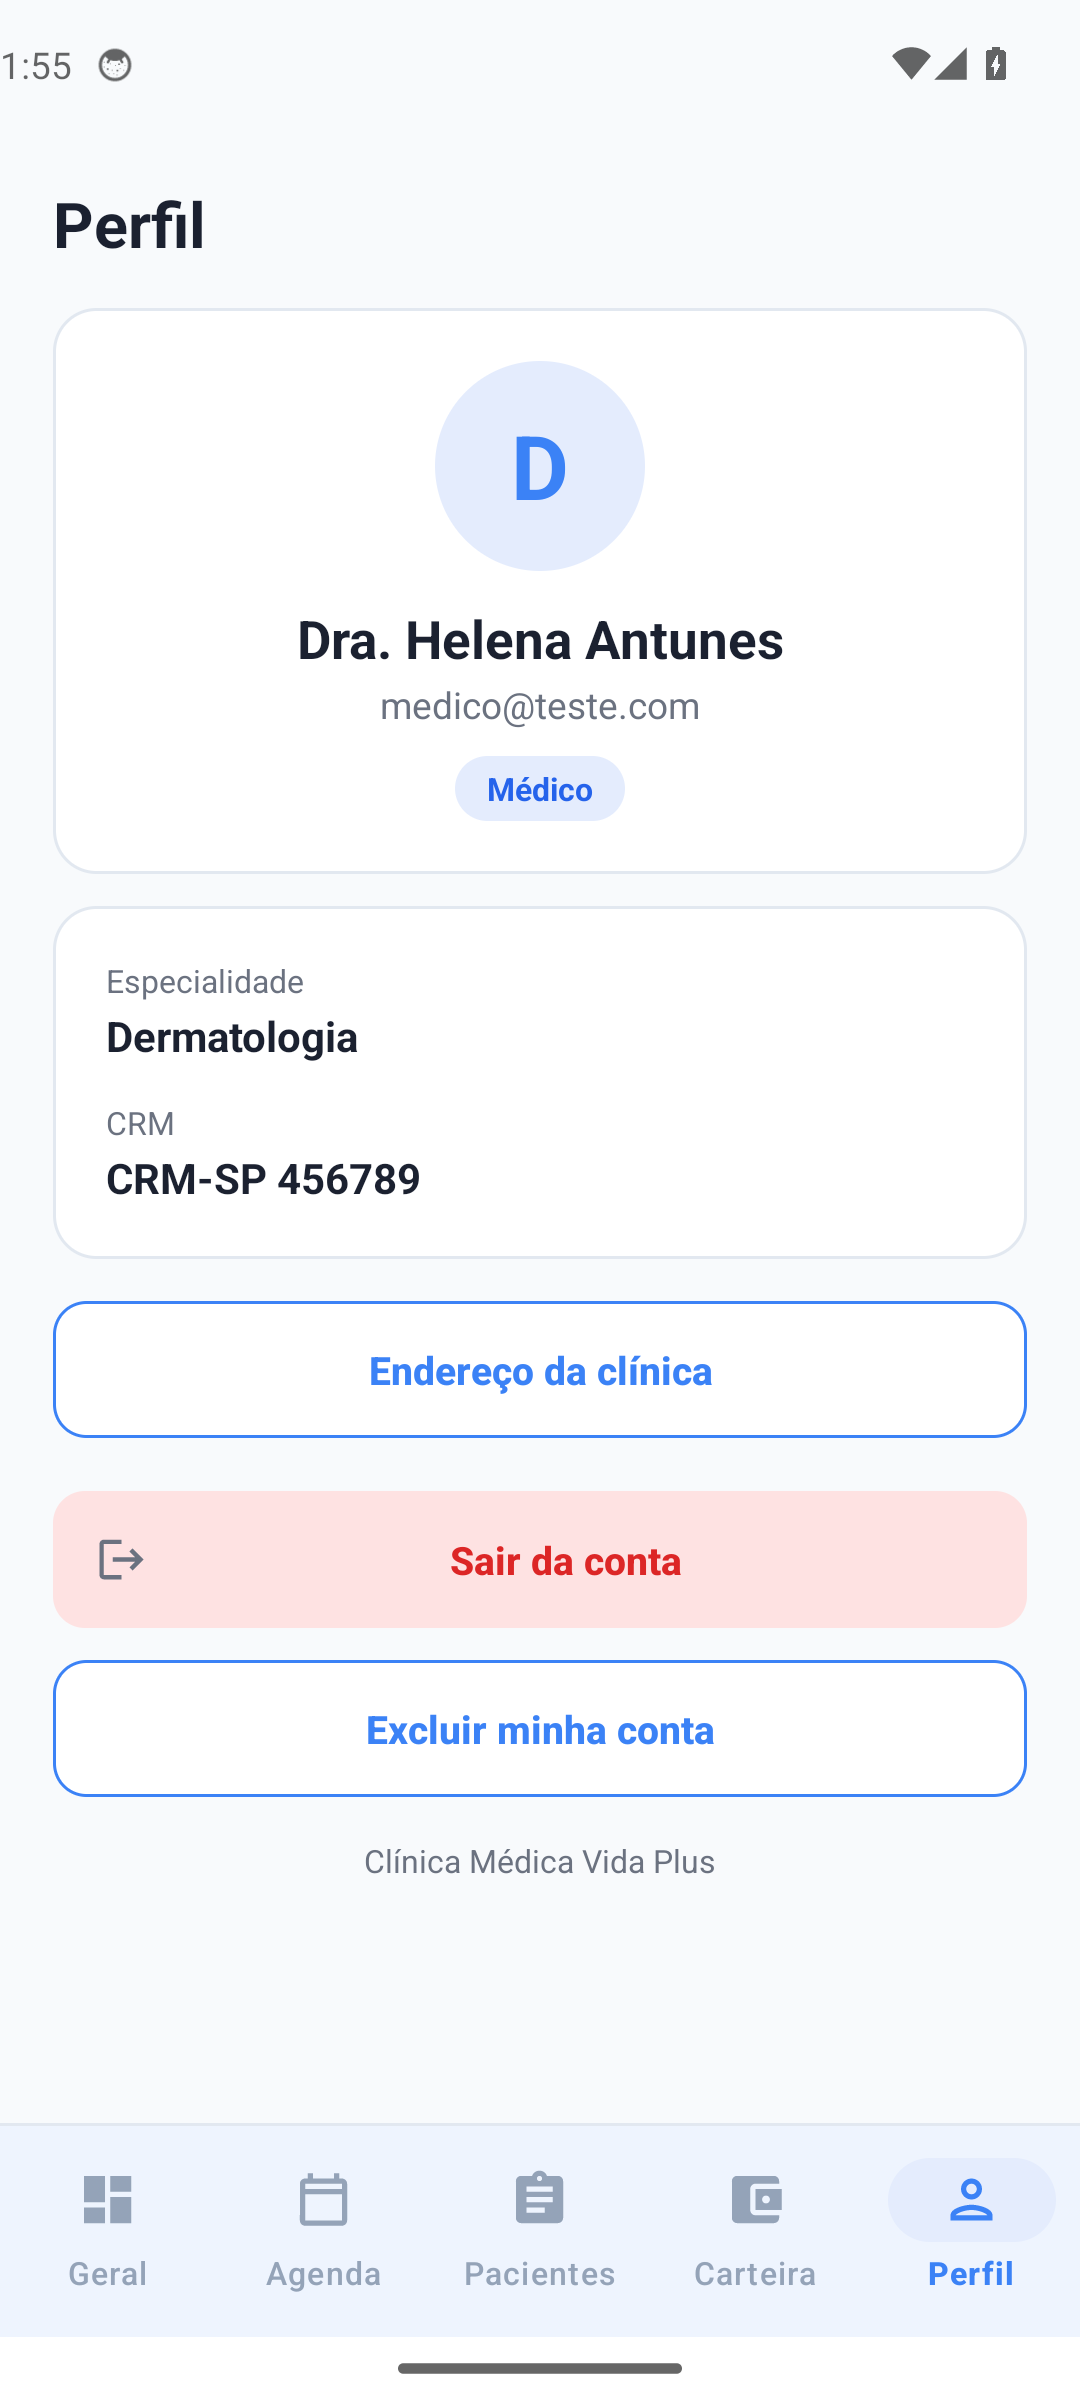 1:55
Perfil
D
Dra. Helena Antunes
medico@teste.com
Médico
Especialidade
Dermatologia
CRM
CRM-SP 456789
Endereço da clínica
Sair da conta
Excluir minha conta
Clínica Médica Vida Plus
Geral
Agenda
Pacientes
Carteira
Perfil